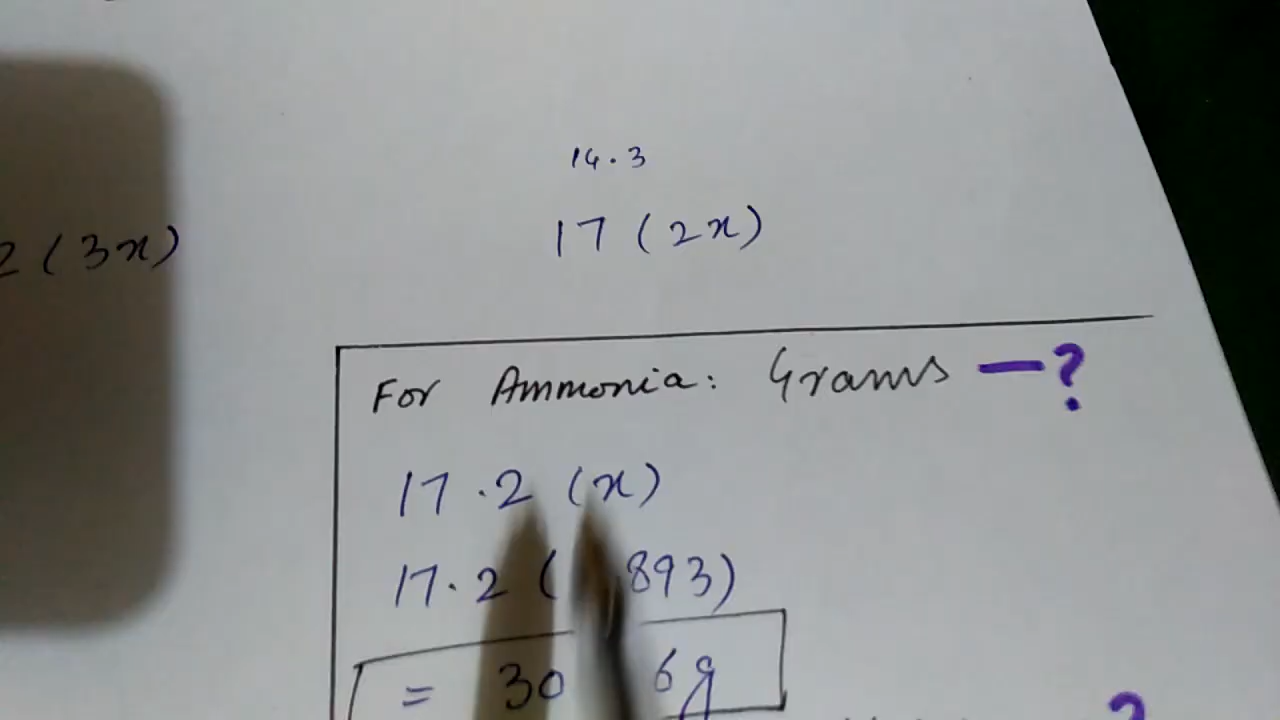 14.3
2(3x)
17(2x)
For Ammonia: Grams —?
17.2 (x)
17.2 ( 893)
= 30 6g
?